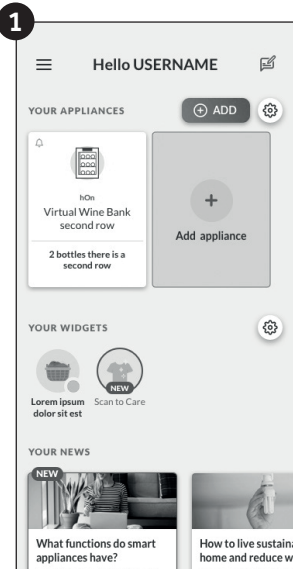 1
Hello USERNAME
YOUR APPLIANCES
ADD
hOn
Virtual Wine Bank
second row
2 bottles there is a
second row
+
Add appliance
YOUR WIDGETS
NEW
Lorem ipsum
dolor sit est
Scan to Care
YOUR NEWS
NEW
What functions do smart
appliances have?
How to live sustaina
home and reduce w